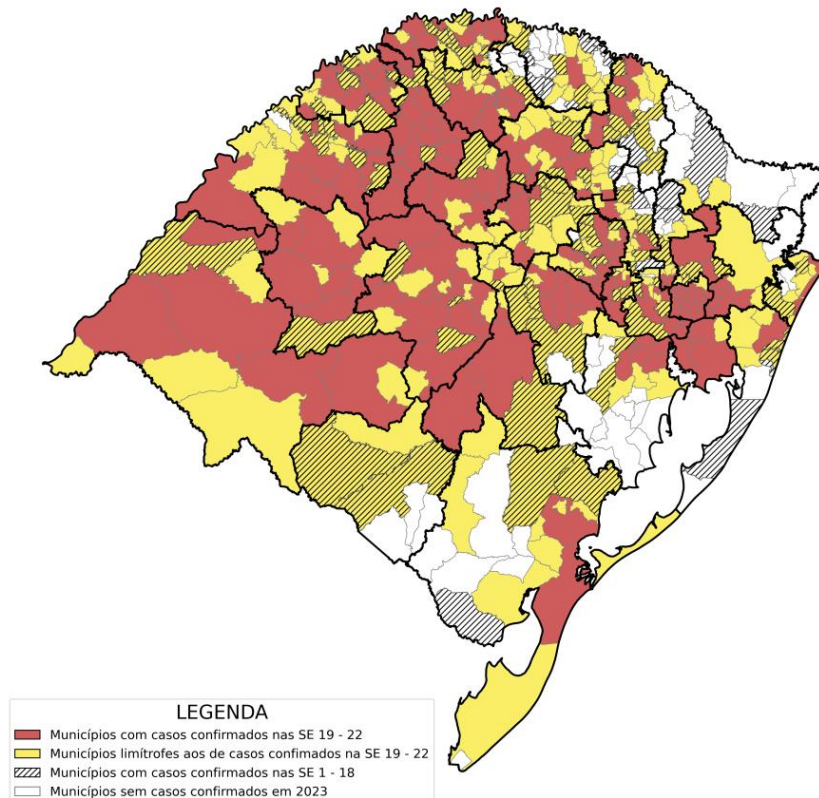 LEGENDA
Municípios com casos confirmados nas SE 19 - 22
Municípios limítrofes aos de casos confimados na SE 19 - 22
Municípios com casos confirmados nas SE 1 - 18
Municípios sem casos confirmados em 2023